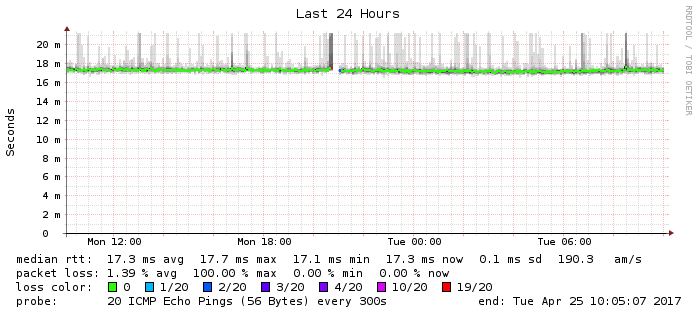 Last 24 Hours
RRDTOOL / TOBI OETIKER
Seconds
20 m
18 m
16 m
14 m
12 m
10 m
8 m
6 m
4 m
2 m
0
Mon 12:00 Mon 18:00 Tue 00:00 Tue 06:00
median rtt: 17.3 ms avg 17.7 ms max 17.1 ms min 17.3 ms now 0.1 ms sd 190.3 am/s
packet loss: 1.39 % avg 100.00 % max 0.00 % min 0.00 % now
loss color: 0 1/20 2/20 3/20 4/20 10/20 19/20
probe: 20 ICMP Echo Pings (56 Bytes) every 300s end: Tue Apr 25 10:05:07 2017